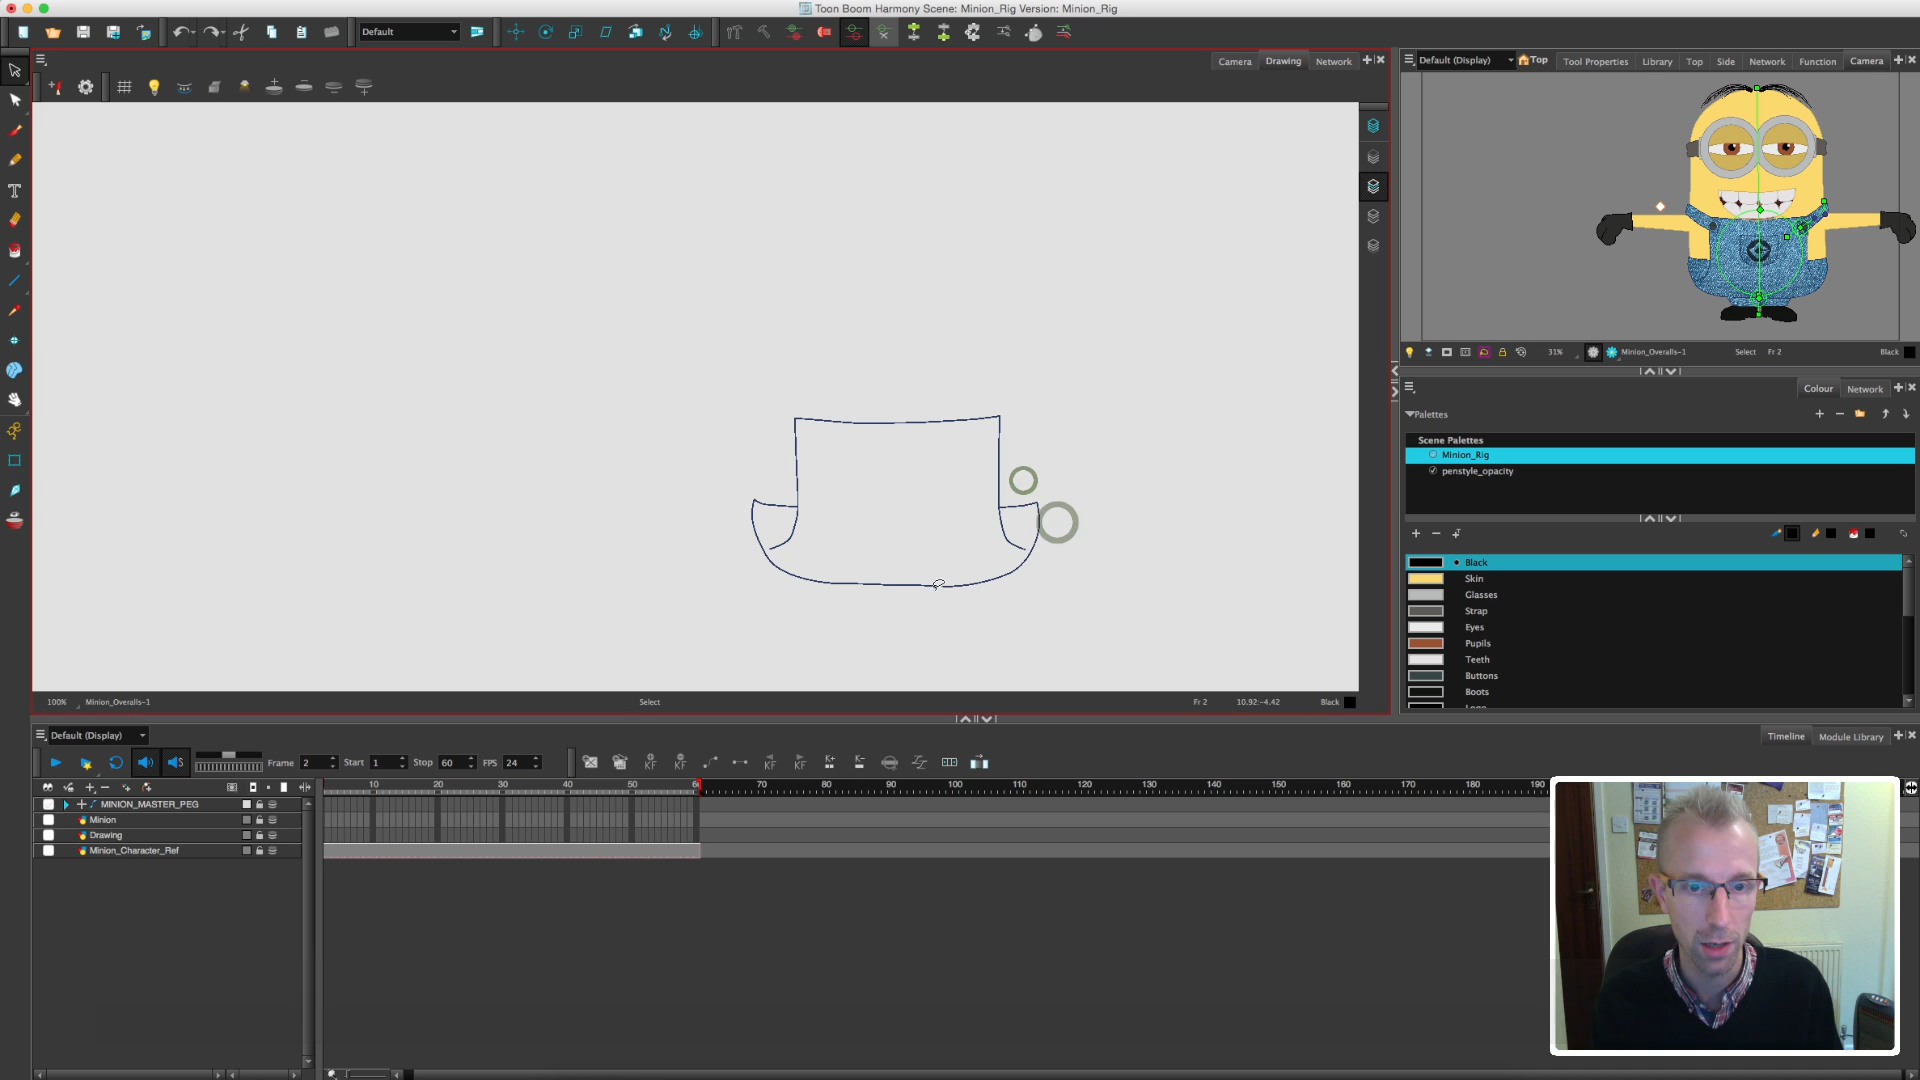 Toon Boom Harmony Scene: Minion_Rig Version: Minion_Rig
Default
Camera Drawing Network
Default (Display) Top Tool Properties Library Top Side Network Function Camera
31% Minion_Overalls-1 Select Fr 2 Black
Colour Network
Palettes
Scene Palettes
Minion_Rig
penstyle_opacity
Black
Skin
Glasses
Strap
Eyes
Pupils
Teeth
Buttons
Boots
100% Minion_Overalls-1 Select Fr 2 10.92:-4.42 Black
Default (Display) Timeline Module Library
Frame 2 Start 1 Stop 60 FPS 24
10 20 30 40 50 60 70 80 90 100 110 120 130 140 150 160 170 180 190
MINION_MASTER_PEG
Minion
Drawing
Minion_Character_Ref